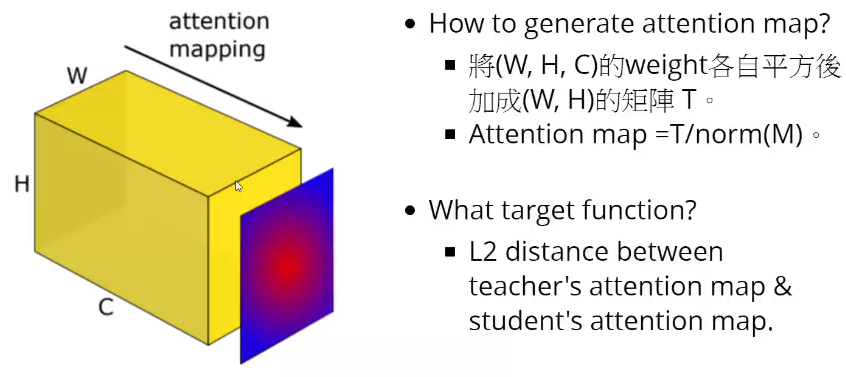 attention
mapping
W
H
C
• How to generate attention map?
▪ 將(W, H, C)的weight各自平方後
加成(W, H)的矩陣 T。
▪ Attention map =T/norm(M)。
• What target function?
▪ L2 distance between
teacher's attention map &
student's attention map.